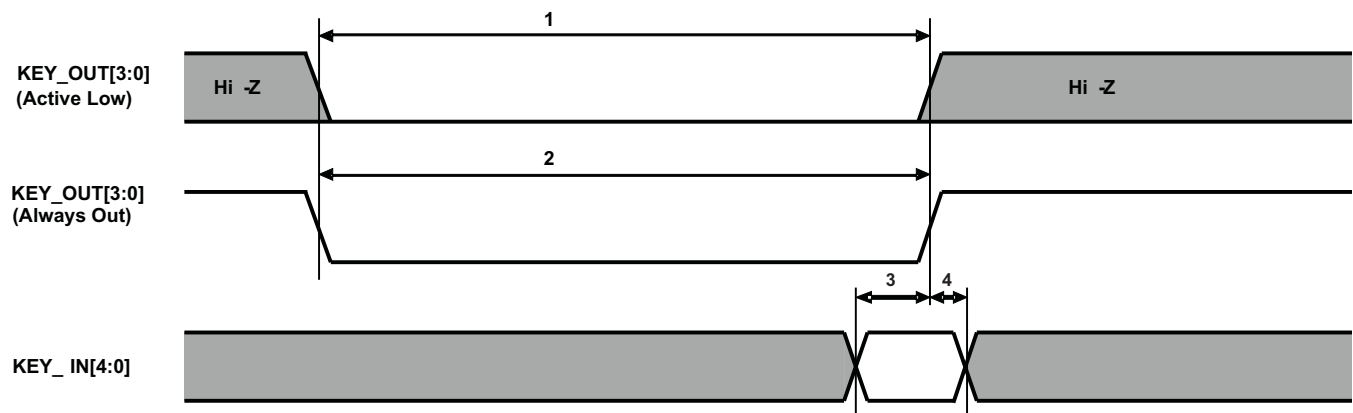 1
KEY_OUT[3:0]
(Active Low)
Hi -Z
Hi -Z
2
KEY_OUT[3:0]
(Always Out)
3
4
KEY_ IN[4:0]